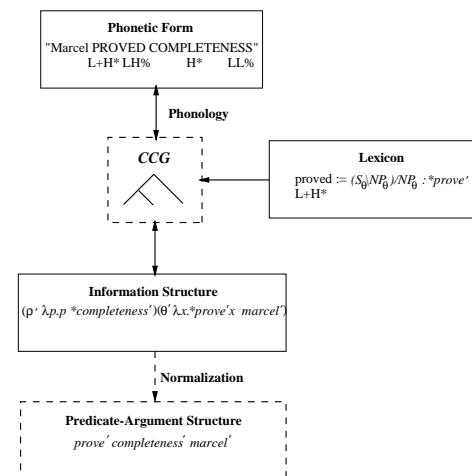 Phonetic Form
"Marcel PROVED COMPLETENESS"
L+H* LH% H* LL%
Phonology
CCG
Lexicon
proved := (S_θ\NP_θ)/NP_θ : *prove'
L+H*
Information Structure
(ρ' λp.p *completeness')(θ' λx.*prove'x marcel')
Normalization
Predicate-Argument Structure
prove' completeness' marcel'